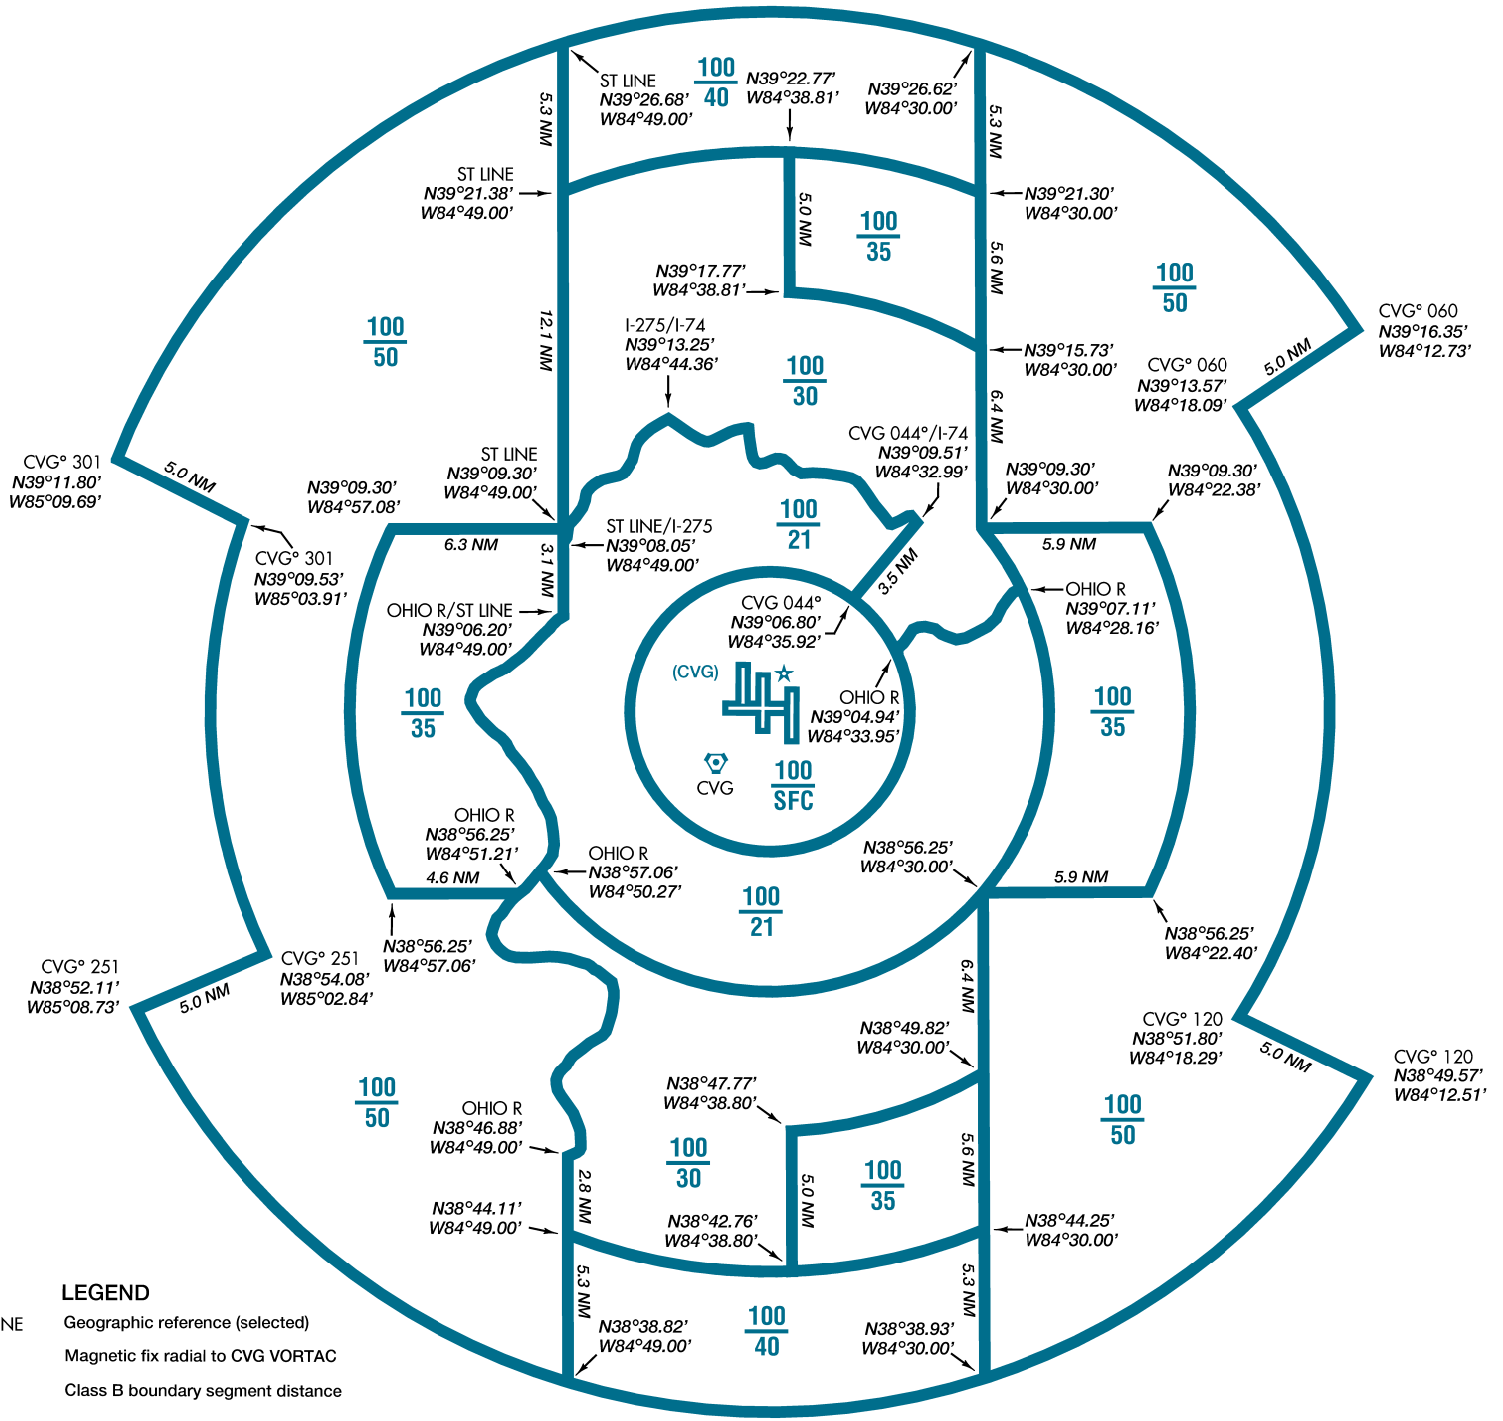 100
40
ST LINE
N39°26.68’
W84°49.00’
N39°22.77’
W84°38.81’
N39°26.62’
W84°30.00’
5.3 NM
5.3 NM
ST LINE
N39°21.38’
W84°49.00’
N39°21.30’
W84°30.00’
5.0 NM
100
35
5.6 NM
N39°17.77’
W84°38.81’
100
50
100
50
12.1 NM
I-275/I-74
N39°13.25’
W84°44.36’
100
30
N39°15.73’
W84°30.00’
CVG° 060
N39°16.35’
W84°12.73’
5.0 NM
CVG° 060
N39°13.57’
W84°18.09’
6.4 NM
CVG 044°/I-74
N39°09.51’
W84°32.99’
CVG° 301
N39°11.80’
W85°09.69’
5.0 NM
ST LINE
N39°09.30’
W84°49.00’
N39°09.30’
W84°57.08’
N39°09.30’
W84°30.00’
N39°09.30’
W84°22.38’
100
21
6.3 NM
3.1 NM
ST LINE/I-275
N39°08.05’
W84°49.00’
3.5 NM
5.9 NM
CVG° 301
N39°09.53’
W85°03.91’
OHIO R/ST LINE
N39°06.20’
W84°49.00’
CVG 044°
N39°06.80’
W84°35.92’
OHIO R
N39°07.11’
W84°28.16’
(CVG)
OHIO R
N39°04.94’
W84°33.95’
100
35
100
35
CVG
100
SFC
OHIO R
N38°56.25’
W84°51.21’
4.6 NM
OHIO R
N38°57.06’
W84°50.27’
N38°56.25’
W84°30.00’
5.9 NM
100
21
N38°56.25’
W84°57.06’
N38°56.25’
W84°22.40’
CVG° 251
N38°52.11’
W85°08.73’
5.0 NM
CVG° 251
N38°54.08’
W85°02.84’
6.4 NM
N38°49.82’
W84°30.00’
CVG° 120
N38°51.80’
W84°18.29’
5.0 NM
CVG° 120
N38°49.57’
W84°12.51’
100
50
N38°47.77’
W84°38.80’
100
50
OHIO R
N38°46.88’
W84°49.00’
100
30
5.6 NM
2.8 NM
5.0 NM
100
35
N38°44.11’
W84°49.00’
N38°42.76’
W84°38.80’
N38°44.25’
W84°30.00’
5.3 NM
5.3 NM
100
40
N38°38.82’
W84°49.00’
N38°38.93’
W84°30.00’
LEGEND
NE Geographic reference (selected)
Magnetic fix radial to CVG VORTAC
Class B boundary segment distance